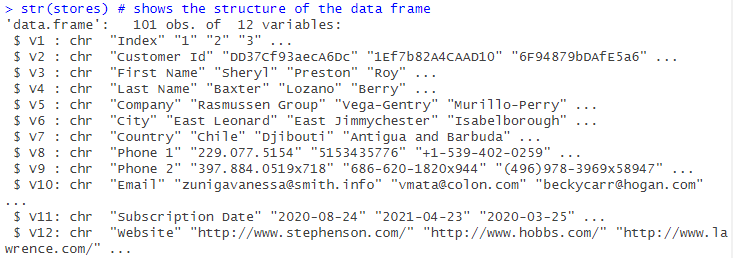 > str(stores) # shows the structure of the data frame
'data.frame':   101 obs. of  12 variables:
 $ V1 : chr  "Index" "1" "2" "3" ...
 $ V2 : chr  "Customer Id" "DD37Cf93aecA6Dc" "1Ef7b82A4CAAD10" "6F94879bDAfE5a6" ...
 $ V3 : chr  "First Name" "Sheryl" "Preston" "Roy" ...
 $ V4 : chr  "Last Name" "Baxter" "Lozano" "Berry" ...
 $ V5 : chr  "Company" "Rasmussen Group" "Vega-Gentry" "Murillo-Perry" ...
 $ V6 : chr  "City" "East Leonard" "East Jimmychester" "Isabelborough" ...
 $ V7 : chr  "Country" "Chile" "Djibouti" "Antigua and Barbuda" ...
 $ V8 : chr  "Phone 1" "229.077.5154" "5153435776" "+1-539-402-0259" ...
 $ V9 : chr  "Phone 2" "397.884.0519x718" "686-620-1820x944" "(496)978-3969x58947" ...
 $ V10: chr  "Email" "zunigavanessa@smith.info" "vmata@colon.com" "beckycarr@hogan.com"
...
 $ V11: chr  "Subscription Date" "2020-08-24" "2021-04-23" "2020-03-25" ...
 $ V12: chr  "Website" "http://www.stephenson.com/" "http://www.hobbs.com/" "http://www.la
wrence.com/" ...